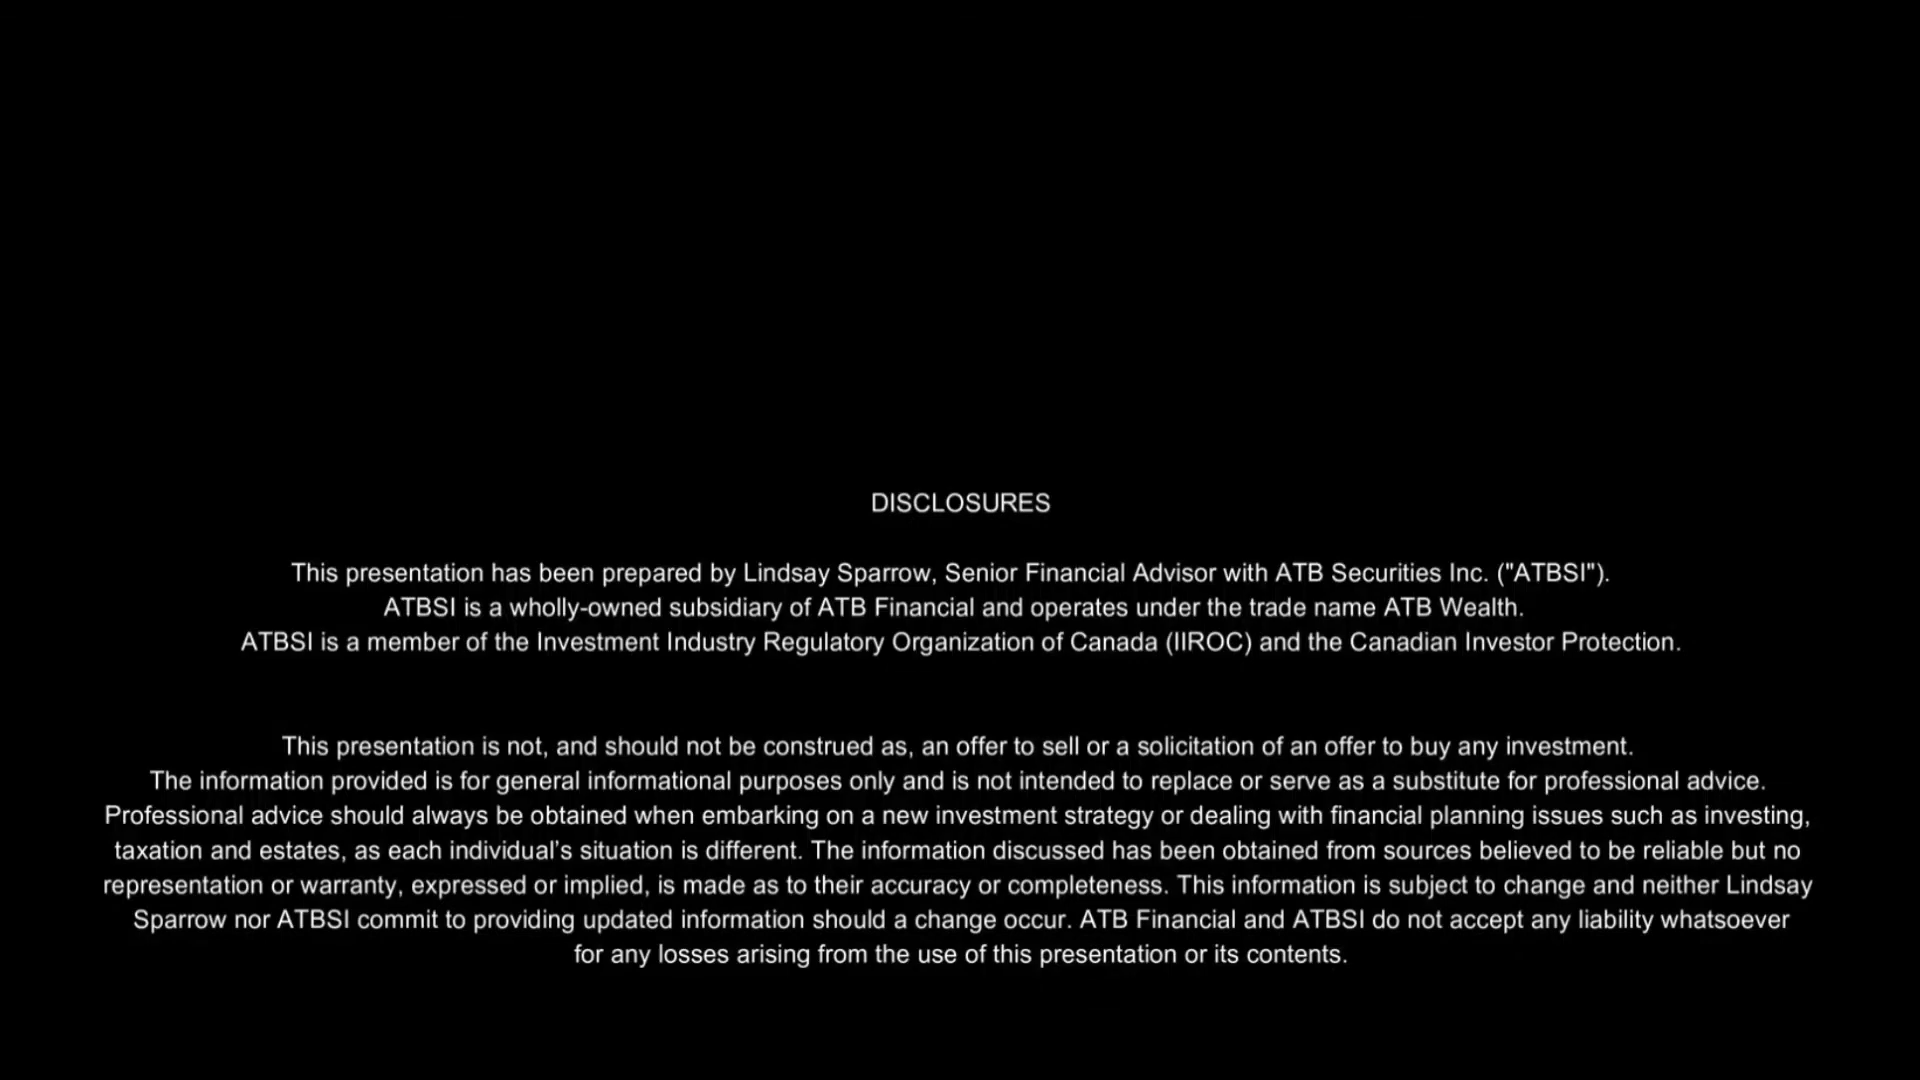 DISCLOSURES
This presentation has been prepared by Lindsay Sparrow, Senior Financial Advisor with ATB Securities Inc. ("ATBSI").
ATBSI is a wholly-owned subsidiary of ATB Financial and operates under the trade name ATB Wealth.
ATBSI is a member of the Investment Industry Regulatory Organization of Canada (IIROC) and the Canadian Investor Protection.
This presentation is not, and should not be construed as, an offer to sell or a solicitation of an offer to buy any investment.
The information provided is for general informational purposes only and is not intended to replace or serve as a substitute for professional advice.
Professional advice should always be obtained when embarking on a new investment strategy or dealing with financial planning issues such as investing,
taxation and estates, as each individual’s situation is different. The information discussed has been obtained from sources believed to be reliable but no
representation or warranty, expressed or implied, is made as to their accuracy or completeness. This information is subject to change and neither Lindsay
Sparrow nor ATBSI commit to providing updated information should a change occur. ATB Financial and ATBSI do not accept any liability whatsoever
for any losses arising from the use of this presentation or its contents.